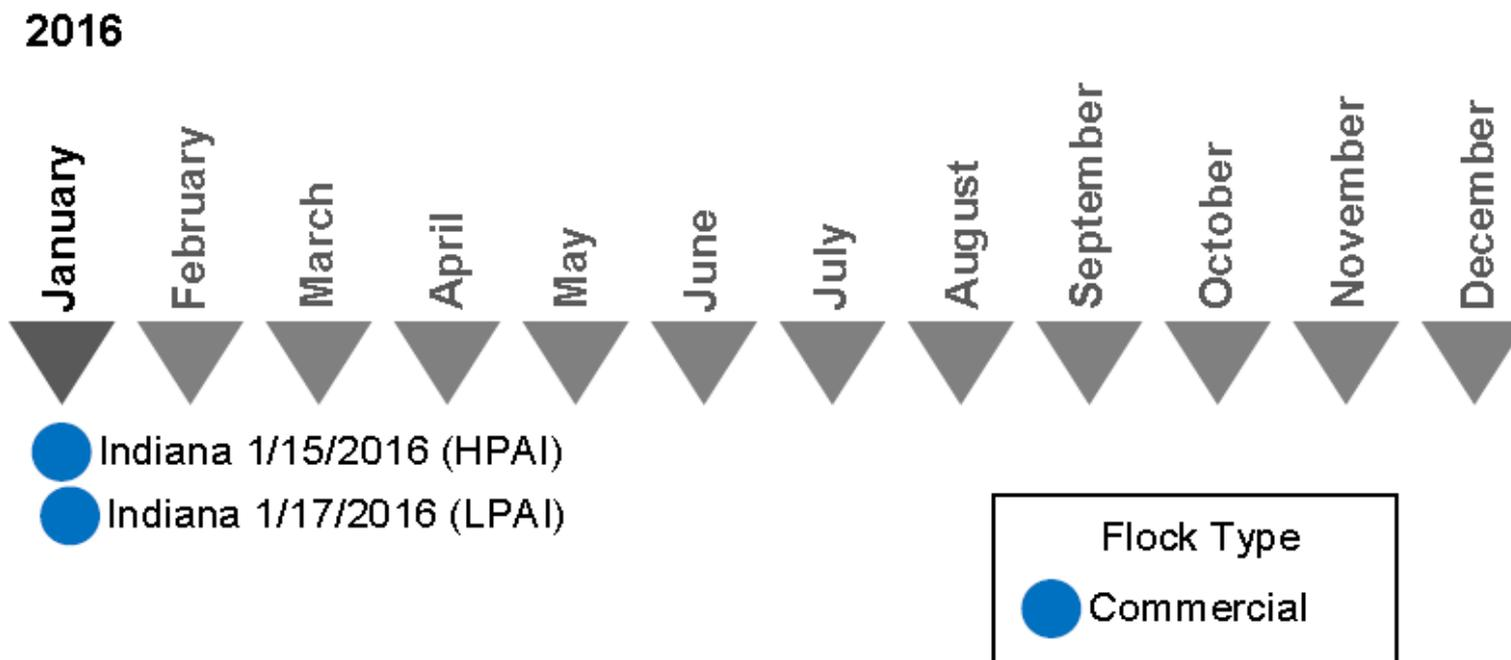 2016
January
February
March
April
May
June
July
August
September
October
November
December
Indiana 1/15/2016 (HPAI)
Indiana 1/17/2016 (LPAI)
Flock Type
Commercial